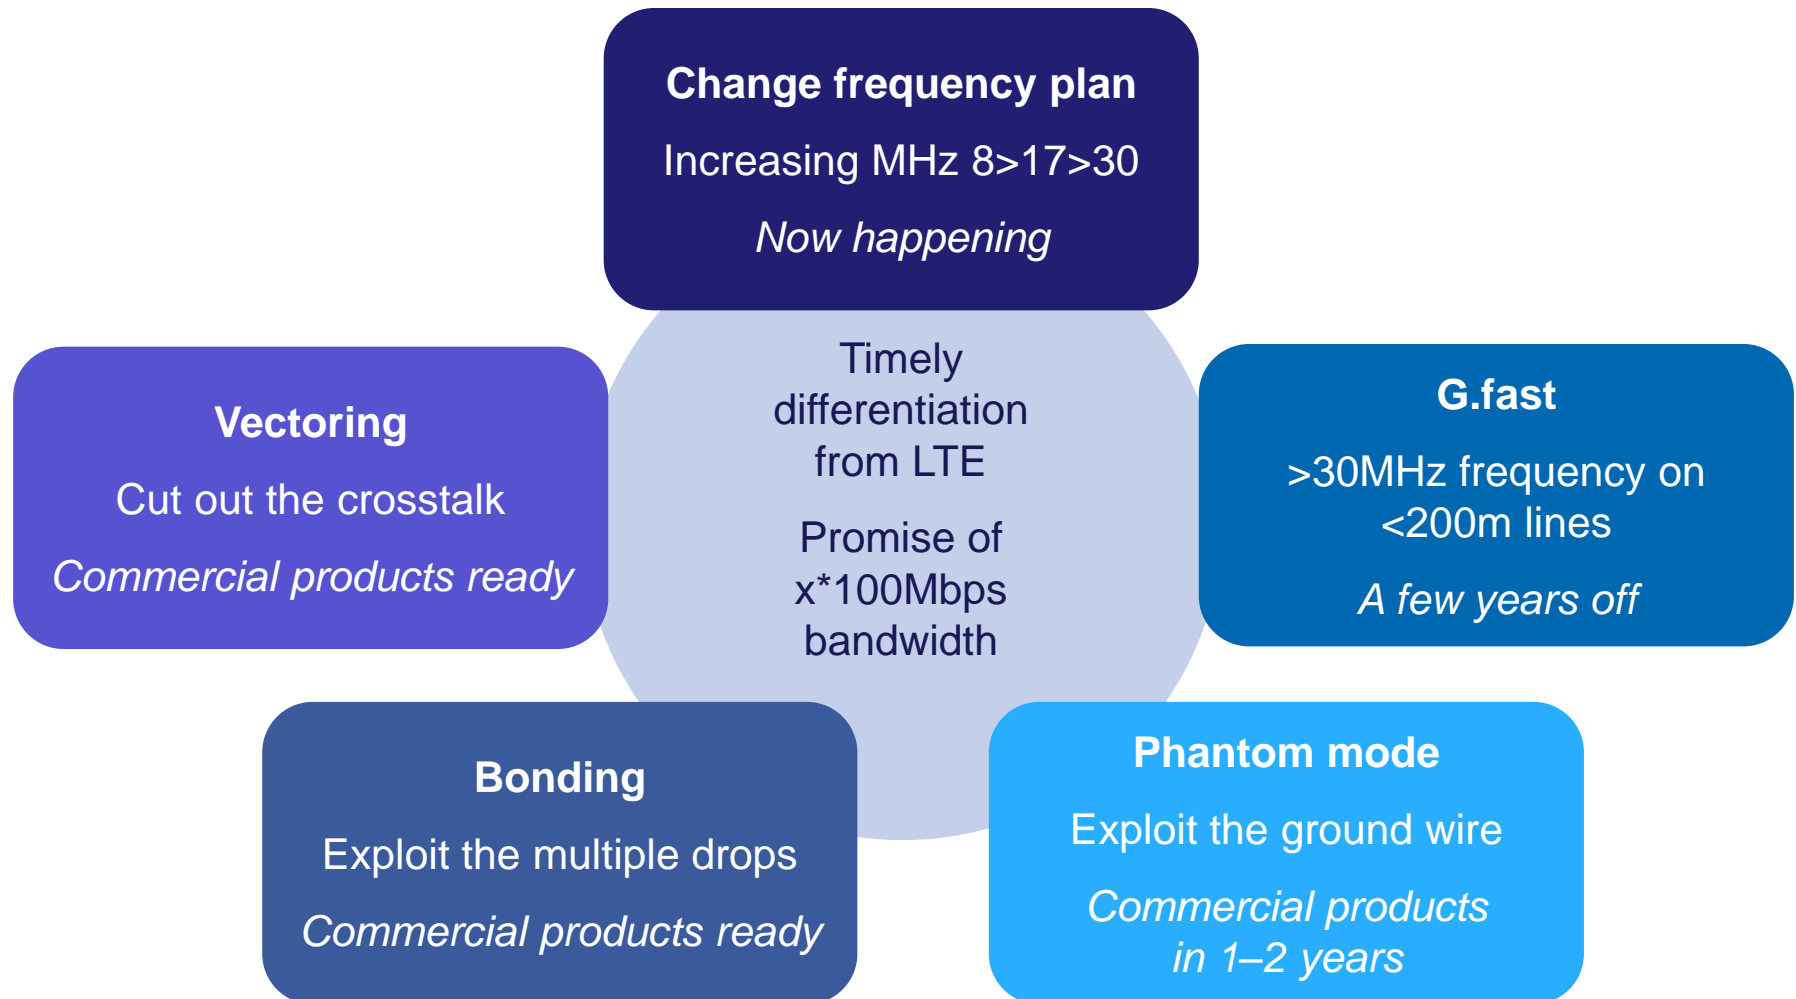 Change frequency plan
Increasing MHz 8>17>30
Now happening
Timely
differentiation
from LTE
Promise of
x*100Mbps
bandwidth
Vectoring
Cut out the crosstalk
Commercial products ready
G.fast
>30MHz frequency on
<200m lines
A few years off
Bonding
Exploit the multiple drops
Commercial products ready
Phantom mode
Exploit the ground wire
Commercial products
in 1–2 years